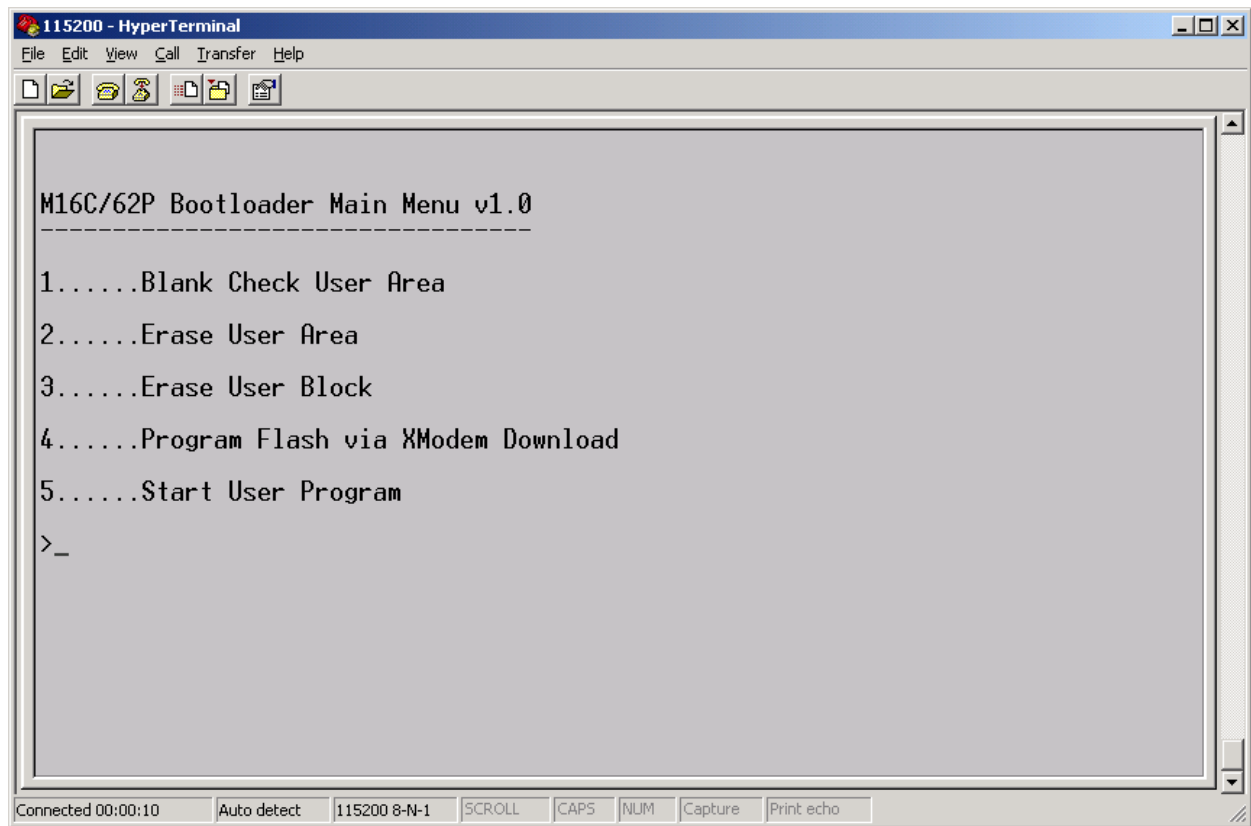 115200 - HyperTerminal
File Edit View Call Transfer Help
M16C/62P Bootloader Main Menu v1.0
----------------------------------
1......Blank Check User Area
2......Erase User Area
3......Erase User Block
4......Program Flash via XModem Download
5......Start User Program
>_
Connected 00:00:10 Auto detect 115200 8-N-1 SCROLL CAPS NUM Capture Print echo